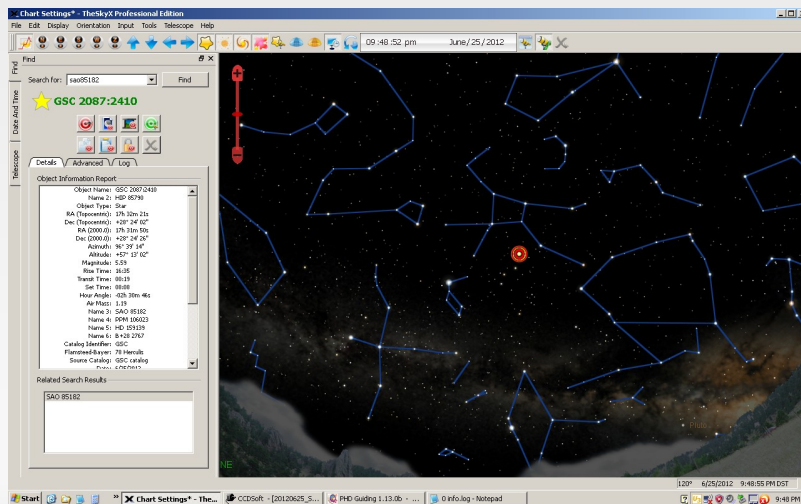 Chart Settings* - TheSkyX Professional Edition
File Edit Display Orientation Input Tools Telescope Help
09 :48 :52 pm June / 25 / 2012
Find
Search for: sao85182 Find
GSC 2087:2410
Find
Date And Time
Telescope
Details Advanced Log
Object Information Report
Object Name: GSC 2087:2410
Name 2: HIP 85790
Object Type: Star
RA (Topocentric): 17h 32m 21s
Dec (Topocentric): +28° 24' 02"
RA (2000.0): 17h 31m 50s
Dec (2000.0): +28° 24' 26"
Azimuth: 96° 39' 14"
Altitude: +57° 13' 02"
Magnitude: 5.59
Rise Time: 16:35
Transit Time: 00:19
Set Time: 08:08
Hour Angle: -02h 30m 46s
Air Mass: 1.19
Name 3: SAO 85182
Name 4: PPM 106023
Name 5: HD 159139
Name 6: B+28 2767
Catalog Identifier: GSC
Flamsteed-Bayer: 78 Herculis
Source Catalog: GSC catalog
Date: 6/25/2012
Related Search Results
SAO 85182
NE
Pluto
120° 6/25/2012 9:48:55 PM DST
Start » Chart Settings* - The... CCDSoft - [20120625_S... PHD Guiding 1.13.0b - ... 0 info.log - Notepad 9:48 PM